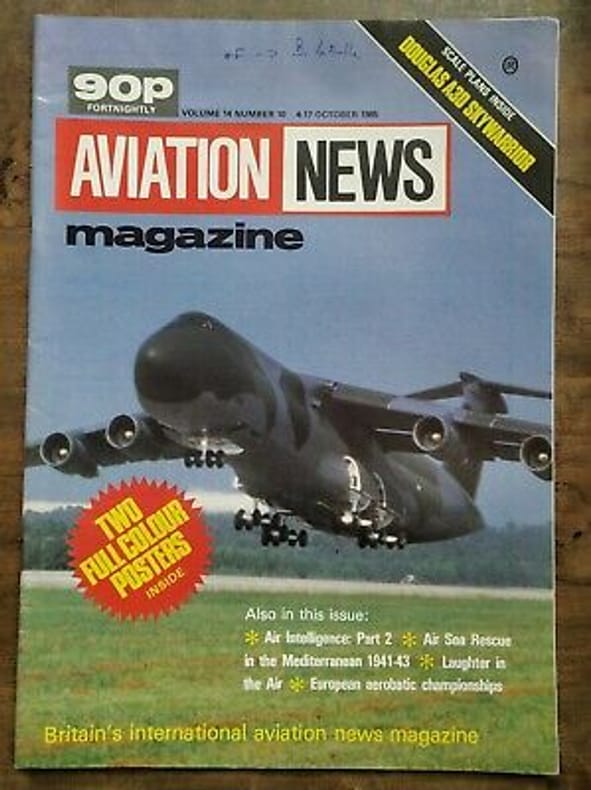 SCALE PLANS INSIDE
DOUGLAS A3D SKYWARRIOR
90p
FORTNIGHTLY
VOLUME 14 NUMBER 10 4-17 OCTOBER 1985
AVIATION NEWS
magazine
TWO
FULL COLOUR
POSTERS
INSIDE
Also in this issue:
Air Intelligence: Part 2 Air Sea Rescue
in the Mediterranean 1941-43 Laughter in
the Air European aerobatic championships
Britain's international aviation news magazine